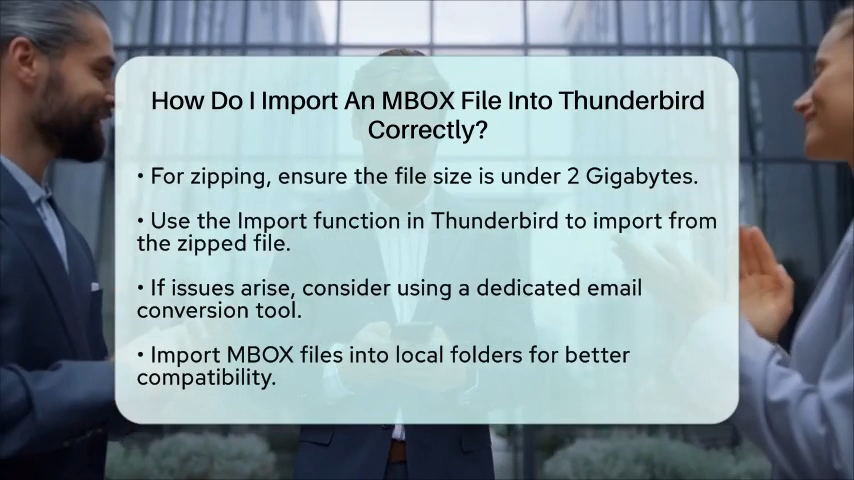 How Do I Import An MBOX File Into Thunderbird
Correctly?
• For zipping, ensure the file size is under 2 Gigabytes.
• Use the Import function in Thunderbird to import from
the zipped file.
• If issues arise, consider using a dedicated email
conversion tool.
• Import MBOX files into local folders for better
compatibility.